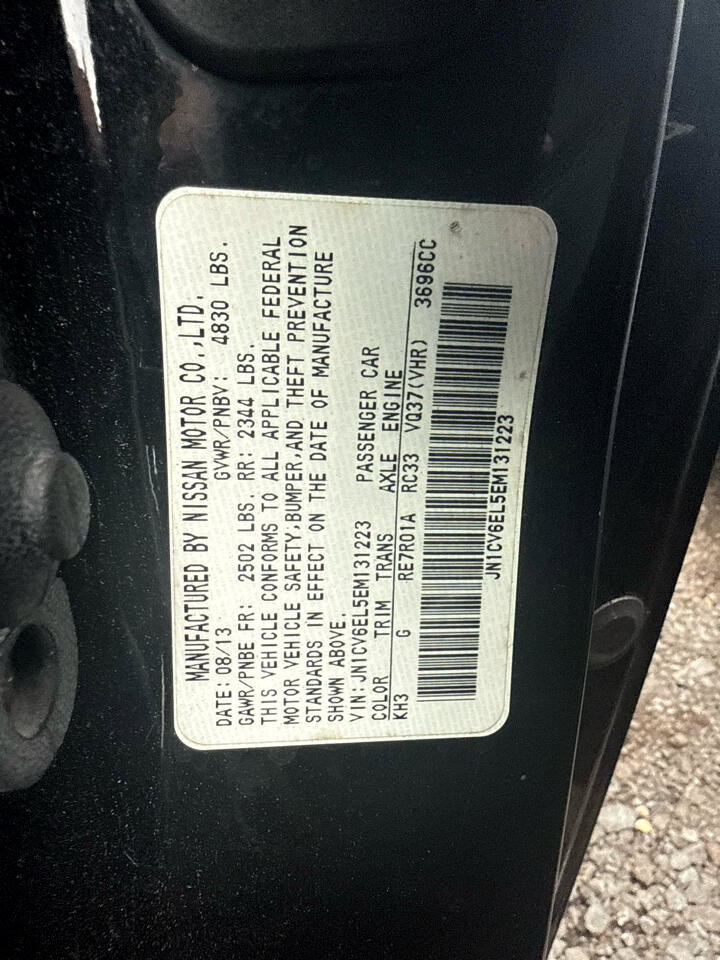 MANUFACTURED BY NISSAN MOTOR CO.,LTD.
DATE: 08/13 GVWR/PNBV: 4830 LBS.
GAWR/PNBE FR: 2502 LBS. RR: 2344 LBS.
THIS VEHICLE CONFORMS TO ALL APPLICABLE FEDERAL
MOTOR VEHICLE SAFETY,BUMPER,AND THEFT PREVENTION
STANDARDS IN EFFECT ON THE DATE OF MANUFACTURE
SHOWN ABOVE.
VIN:JN1CV6EL5EM131223 PASSENGER CAR
COLOR TRIM TRANS AXLE ENGINE
KH3 G RE7R01A RC33 VQ37(VHR) 3696CC
JN1CV6EL5EM131223